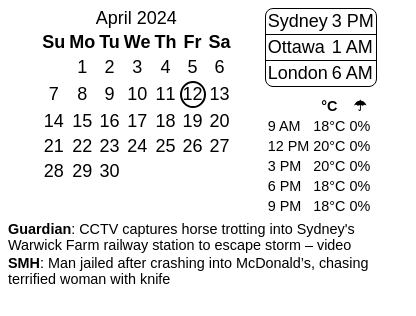 April 2024
Su Mo Tu We Th Fr Sa
1 2 3 4 5 6
7 8 9 10 11 12 13
14 15 16 17 18 19 20
21 22 23 24 25 26 27
28 29 30
Sydney 3 PM
Ottawa 1 AM
London 6 AM
°C ☂
9 AM 18°C 0%
12 PM 20°C 0%
3 PM 20°C 0%
6 PM 18°C 0%
9 PM 18°C 0%
Guardian: CCTV captures horse trotting into Sydney's
Warwick Farm railway station to escape storm – video
SMH: Man jailed after crashing into McDonald’s, chasing
terrified woman with knife